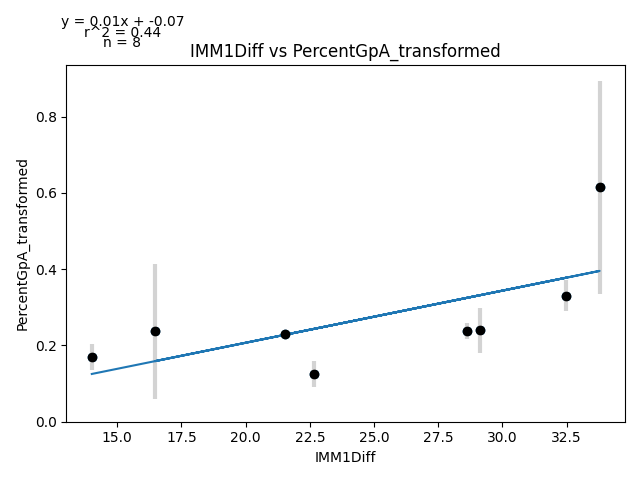 y = 0.01x + -0.07
r^2 = 0.44
n = 8
IMM1Diff vs PercentGpA_transformed
PercentGpA_transformed
0.8
0.6
0.4
0.2
0.0
15.0 17.5 20.0 22.5 25.0 27.5 30.0 32.5
IMM1Diff